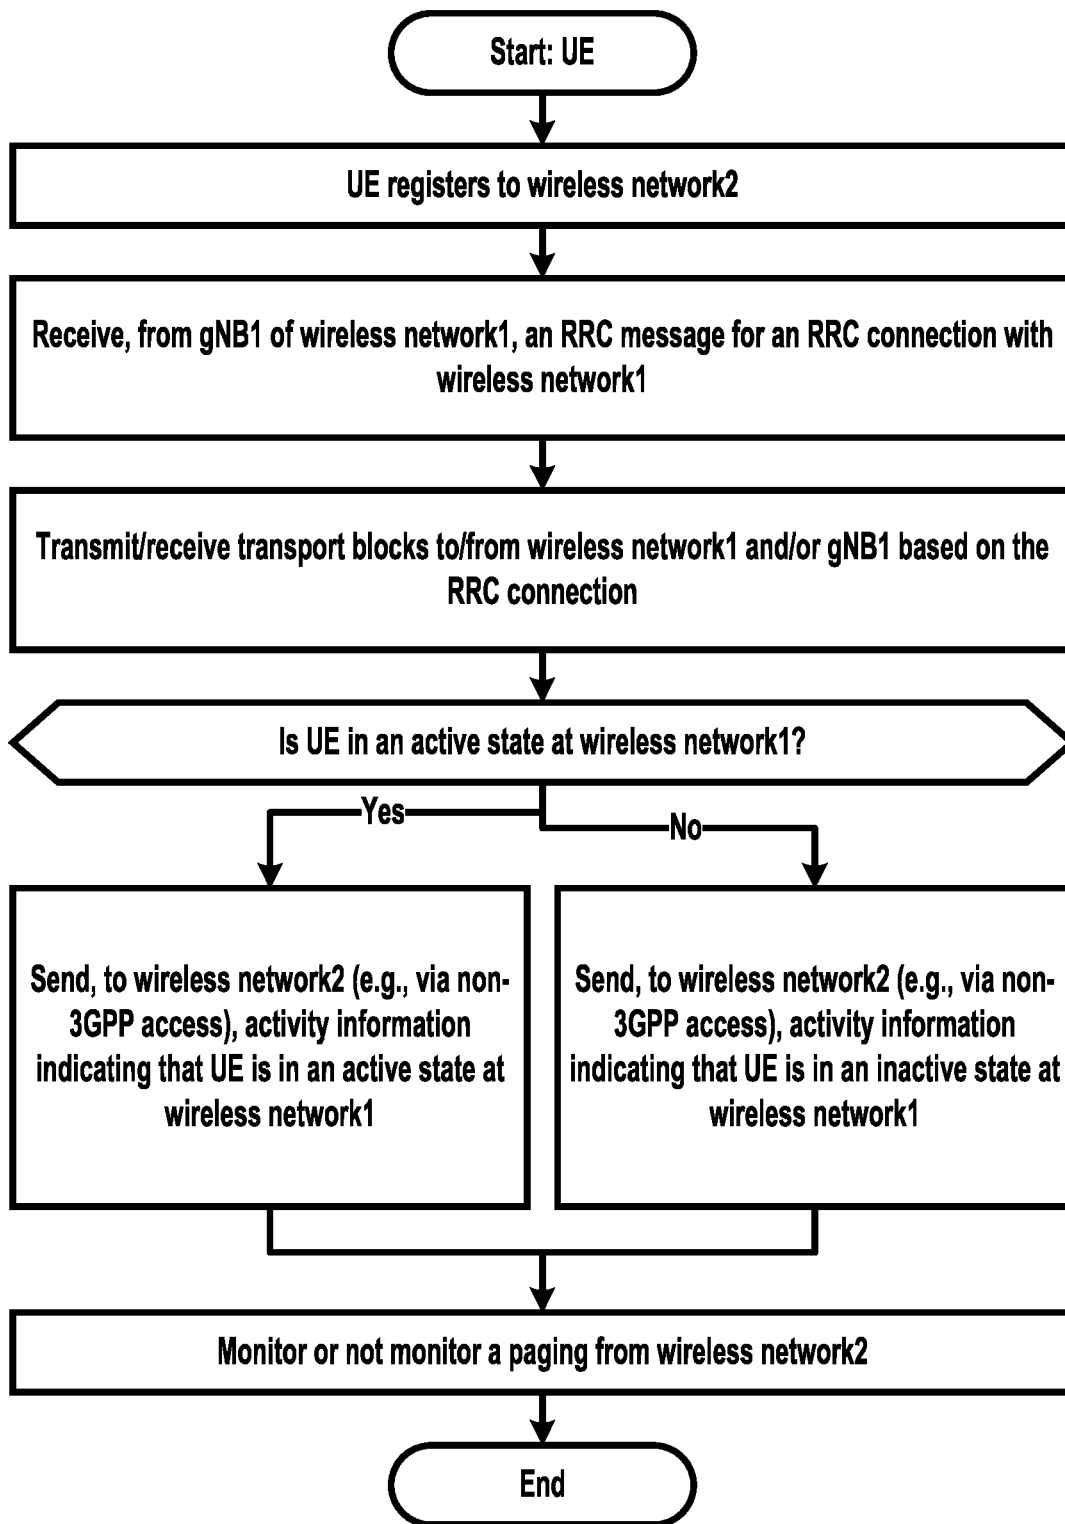 Start: UE
UE registers to wireless network2
Receive, from gNB1 of wireless network1, an RRC message for an RRC connection with
wireless network1
Transmit/receive transport blocks to/from wireless network1 and/or gNB1 based on the
RRC connection
Is UE in an active state at wireless network1?
Yes
No
Send, to wireless network2 (e.g., via non-
3GPP access), activity information
indicating that UE is in an active state at
wireless network1
Send, to wireless network2 (e.g., via non-
3GPP access), activity information
indicating that UE is in an inactive state at
wireless network1
Monitor or not monitor a paging from wireless network2
End